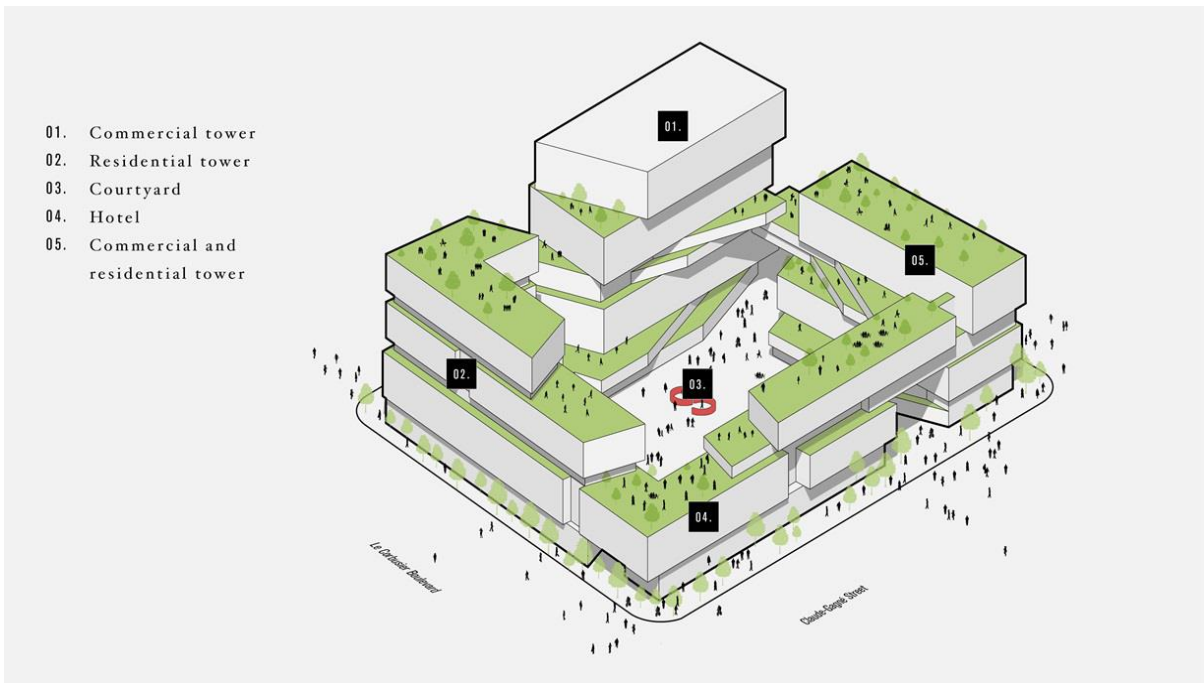 01. Commercial tower
02. Residential tower
03. Courtyard
04. Hotel
05. Commercial and
residential tower
01.
05.
02.
03.
04.
Le Corbusier Boulevard
Claude-Gagné Street